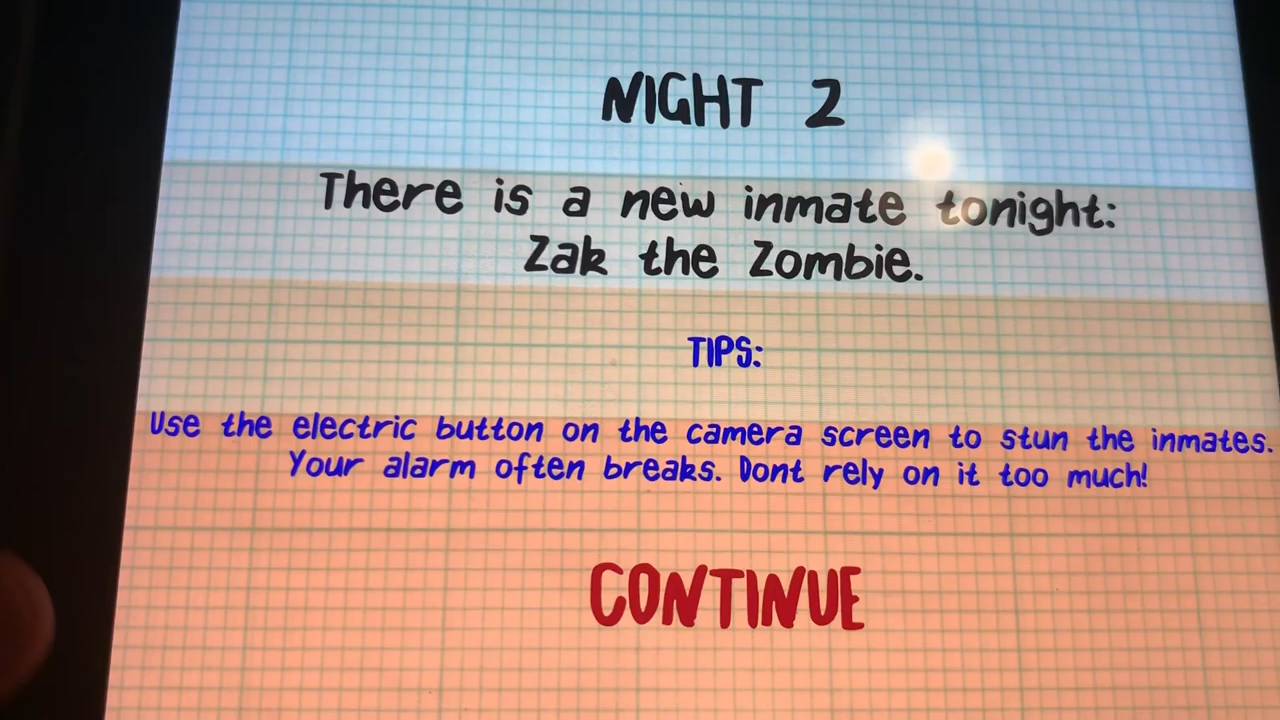 NIGHT 2
There is a new inmate tonight:
Zak the Zombie.
TIPS:
Use the electric button on the camera screen to stun the inmates.
Your alarm often breaks. Dont rely on it too much!
CONTINUE